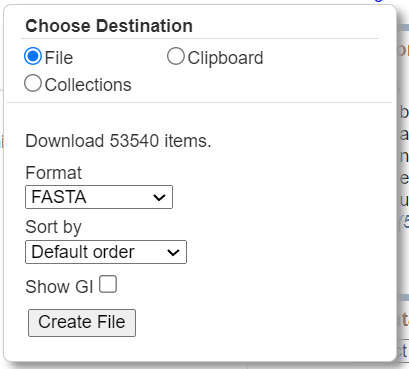 Choose Destination
File Clipboard
Collections
Download 53540 items.
Format
FASTA
Sort by
Default order
Show GI
Create File